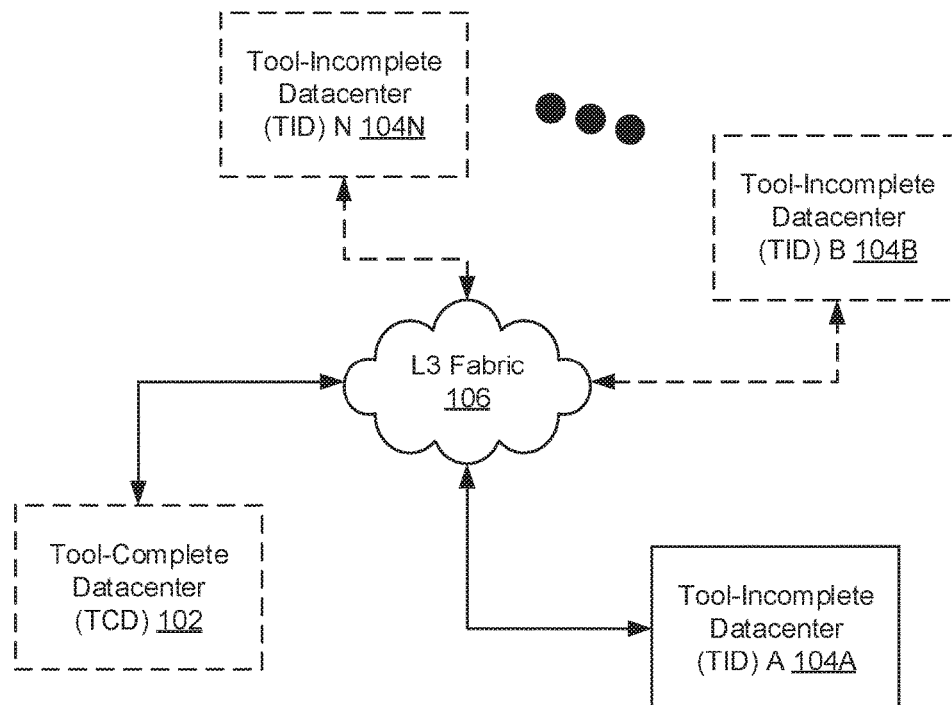 Tool-Incomplete
Datacenter
(TID) N 104N
Tool-Incomplete
Datacenter
(TID) B 104B
L3 Fabric
106
Tool-Complete
Datacenter
(TCD) 102
Tool-Incomplete
Datacenter
(TID) A 104A